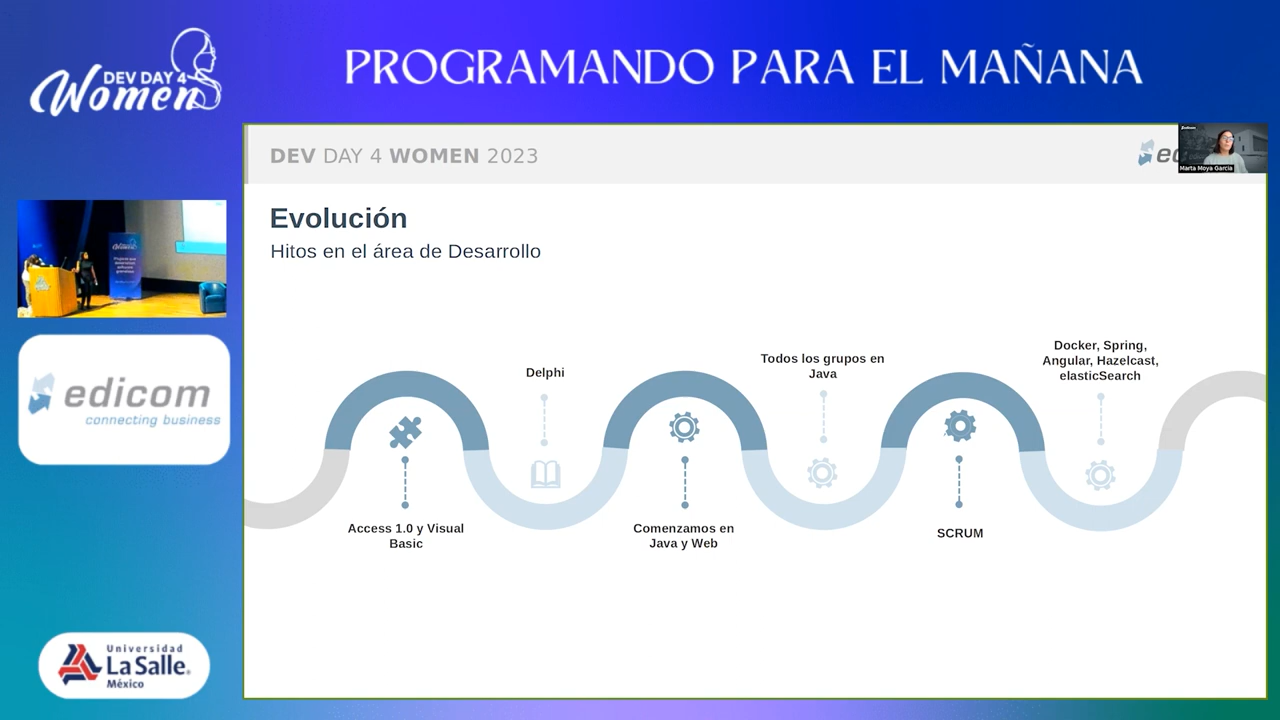 DEV DAY 4
Women
PROGRAMANDO PARA EL MAÑANA
DEV DAY 4 WOMEN 2023
Marta Moya Garcia
Evolución
Hitos en el área de Desarrollo
Access 1.0 y Visual
Basic
Delphi
Comenzamos en
Java y Web
Todos los grupos en
Java
SCRUM
Docker, Spring,
Angular, Hazelcast,
elasticSearch
edicom
connecting business
Universidad
La Salle®
México